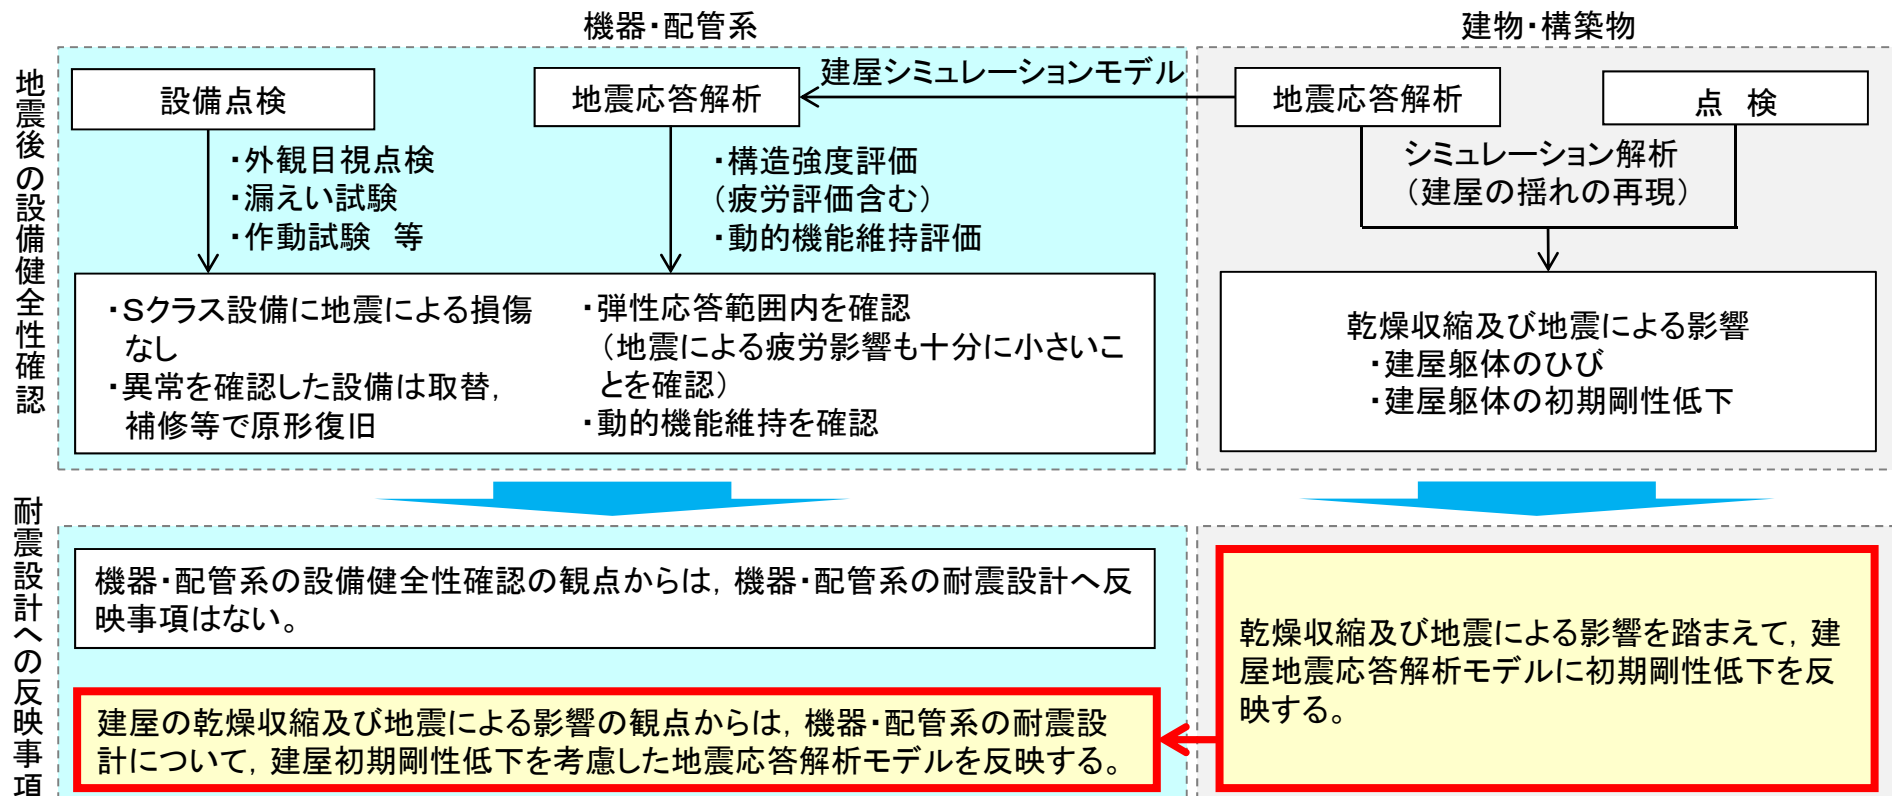 機器・配管系
建物・構築物
地震後の設備健全性確認
設備点検
地震応答解析
建屋シミュレーションモデル
地震応答解析
点　検
・外観目視点検
・漏えい試験
・作動試験　等
・構造強度評価
（疲労評価含む）
・動的機能維持評価
シミュレーション解析
（建屋の揺れの再現）
・Sクラス設備に地震による損傷
なし
・異常を確認した設備は取替，
補修等で原形復旧
・弾性応答範囲内を確認
（地震による疲労影響も十分に小さいこ
とを確認）
・動的機能維持を確認
乾燥収縮及び地震による影響
・建屋躯体のひび
・建屋躯体の初期剛性低下
耐震設計への反映事項
機器・配管系の設備健全性確認の観点からは，機器・配管系の耐震設計へ反
映事項はない。
建屋の乾燥収縮及び地震による影響の観点からは，機器・配管系の耐震設
計について，建屋初期剛性低下を考慮した地震応答解析モデルを反映する。
乾燥収縮及び地震による影響を踏まえて，建
屋地震応答解析モデルに初期剛性低下を反
映する。